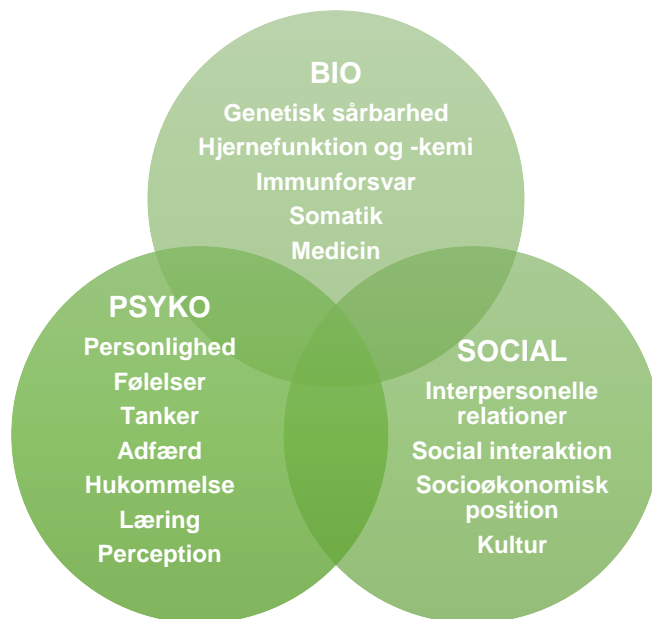 BIO
Genetisk sårbarhed
Hjernefunktion og -kemi
Immunforsvar
Somatik
Medicin
PSYKO
Personlighed
Følelser
Tanker
Adfærd
Hukommelse
Læring
Perception
SOCIAL
Interpersonelle
relationer
Social interaktion
Socioøkonomisk
position
Kultur